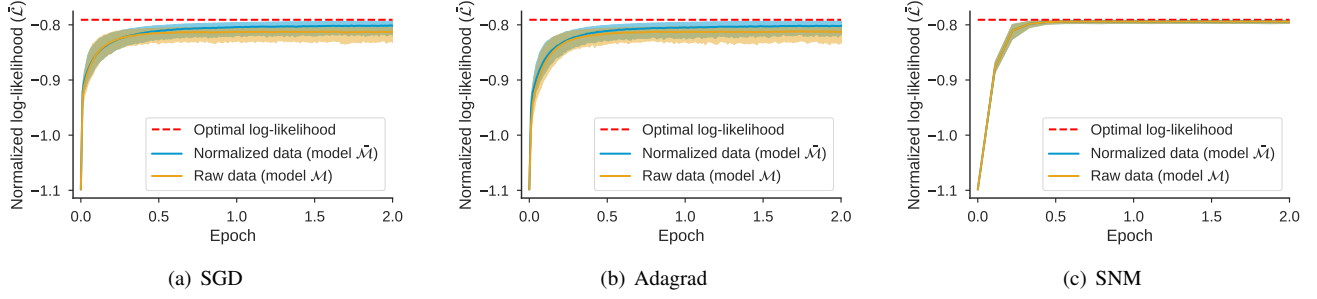 Normalized log-likelihood (ℒ̄)
−0.8
−0.9
−1.0
−1.1
Optimal log-likelihood
Normalized data (model ℳ̄)
Raw data (model ℳ)
0.0 0.5 1.0 1.5 2.0
Epoch
(a) SGD
Normalized log-likelihood (ℒ̄)
−0.8
−0.9
−1.0
−1.1
Optimal log-likelihood
Normalized data (model ℳ̄)
Raw data (model ℳ)
0.0 0.5 1.0 1.5 2.0
Epoch
(b) Adagrad
Normalized log-likelihood (ℒ̄)
−0.8
−0.9
−1.0
−1.1
Optimal log-likelihood
Normalized data (model ℳ̄)
Raw data (model ℳ)
0.0 0.5 1.0 1.5 2.0
Epoch
(c) SNM